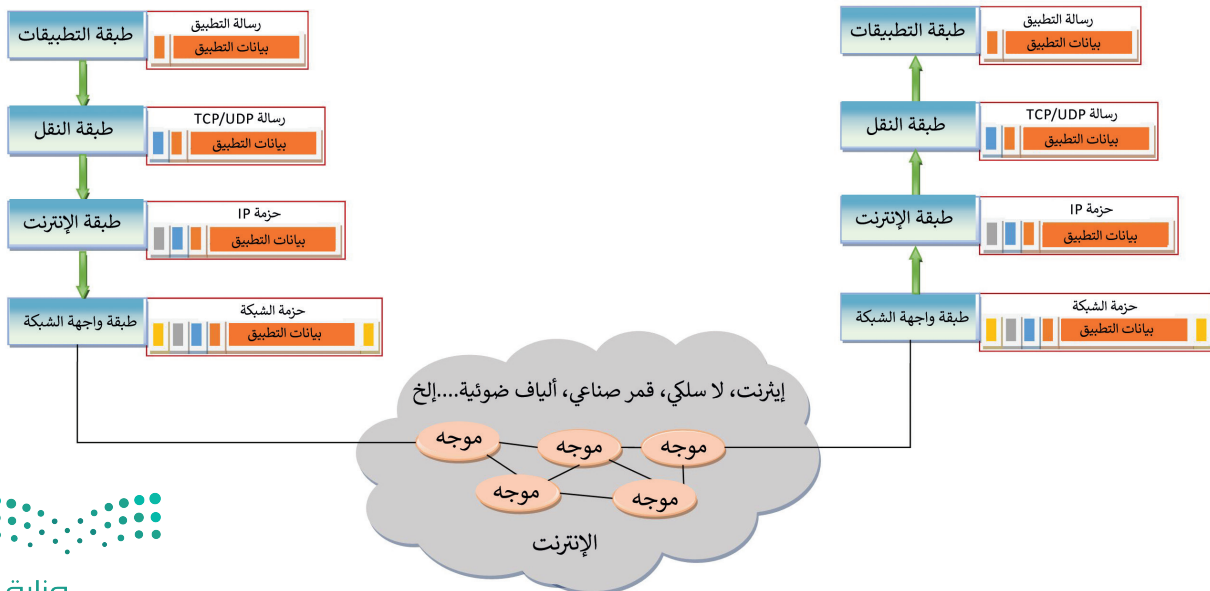 طبقة التطبيقات
رسالة التطبيق
بيانات التطبيق
طبقة النقل
رسالة TCP/UDP
بيانات التطبيق
طبقة الإنترنت
حزمة IP
بيانات التطبيق
طبقة واجهة الشبكة
حزمة الشبكة
بيانات التطبيق
طبقة التطبيقات
رسالة التطبيق
بيانات التطبيق
طبقة النقل
رسالة TCP/UDP
بيانات التطبيق
طبقة الإنترنت
حزمة IP
بيانات التطبيق
طبقة واجهة الشبكة
حزمة الشبكة
بيانات التطبيق
إيثرنت، لا سلكي، قمر صناعي، ألياف ضوئية....إلخ
موجه
موجه
موجه
موجه
موجه
الإنترنت